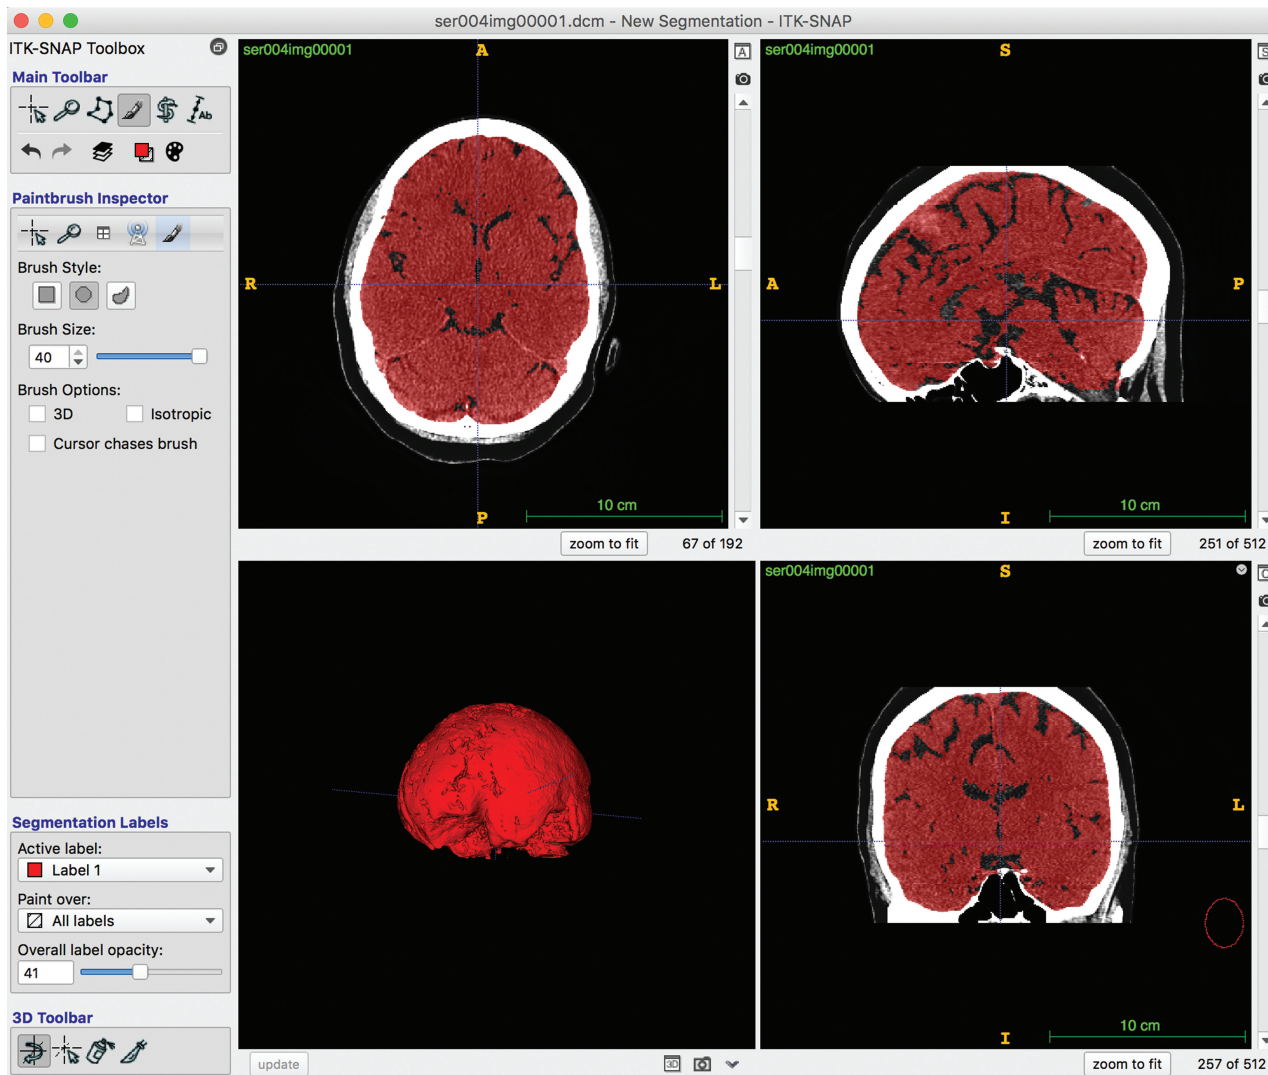 ser004img00001.dcm - New Segmentation - ITK-SNAP
ITK-SNAP Toolbox
Main Toolbar
Ab
Paintbrush Inspector
Brush Style:
Brush Size:
40
Brush Options:
3D Isotropic
Cursor chases brush
Segmentation Labels
Active label:
Label 1
Paint over:
All labels
Overall label opacity:
41
3D Toolbar
ser004img00001
A
A
R
L
P
10 cm
zoom to fit 67 of 192
ser004img00001
S
S
A
P
I
10 cm
zoom to fit 251 of 512
update
3D
ser004img00001
S
C
R
L
I
10 cm
zoom to fit 257 of 512